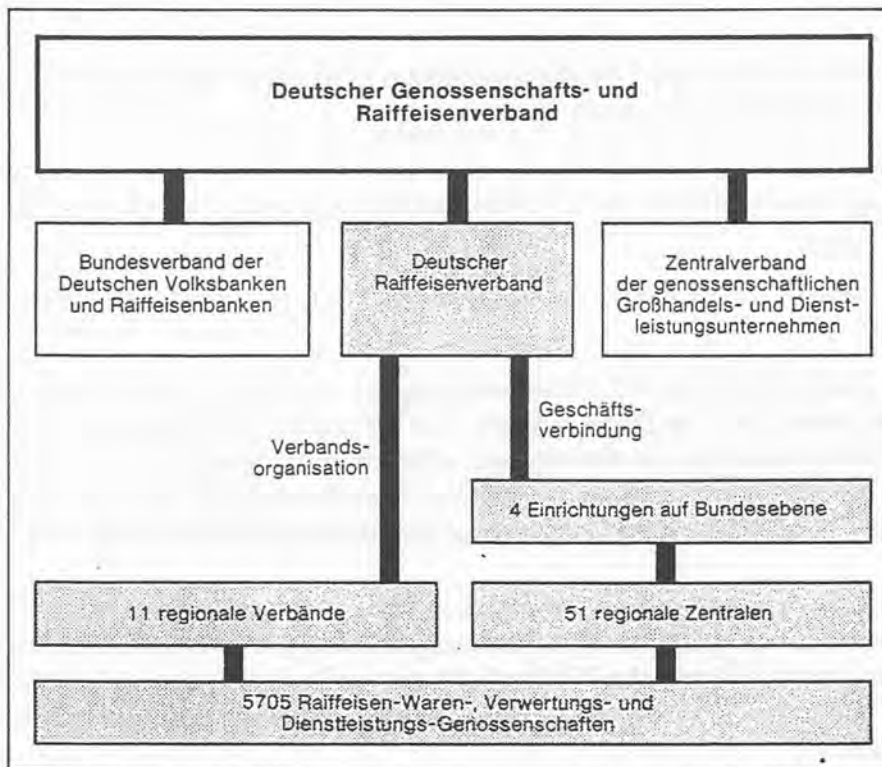 Deutscher Genossenschafts- und
Raiffeisenverband
Bundesverband der
Deutschen Volksbanken
und Raiffeisenbanken
Deutscher
Raiffeisenverband
Zentralverband
der genossenschaftlichen
Großhandels- und Dienst-
leistungsunternehmen
Verbands-
organisation
Geschäfts-
verbindung
4 Einrichtungen auf Bundesebene
11 regionale Verbände
51 regionale Zentralen
5705 Raiffeisen-Waren-, Verwertungs- und
Dienstleistungs-Genossenschaften